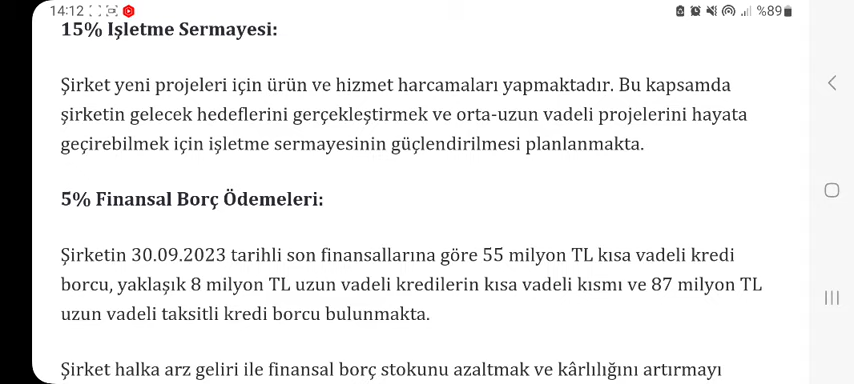 14:12
%89
15% İşletme Sermayesi:
Şirket yeni projeleri için ürün ve hizmet harcamaları yapmaktadır. Bu kapsamda
şirketin gelecek hedeflerini gerçekleştirmek ve orta-uzun vadeli projelerini hayata
geçirebilmek için işletme sermayesinin güçlendirilmesi planlanmakta.
5% Finansal Borç Ödemeleri:
Şirketin 30.09.2023 tarihli son finansallarına göre 55 milyon TL kısa vadeli kredi
borcu, yaklaşık 8 milyon TL uzun vadeli kredilerin kısa vadeli kısmı ve 87 milyon TL
uzun vadeli taksitli kredi borcu bulunmakta.
Şirket halka arz geliri ile finansal borç stokunu azaltmak ve kârlılığını artırmayı